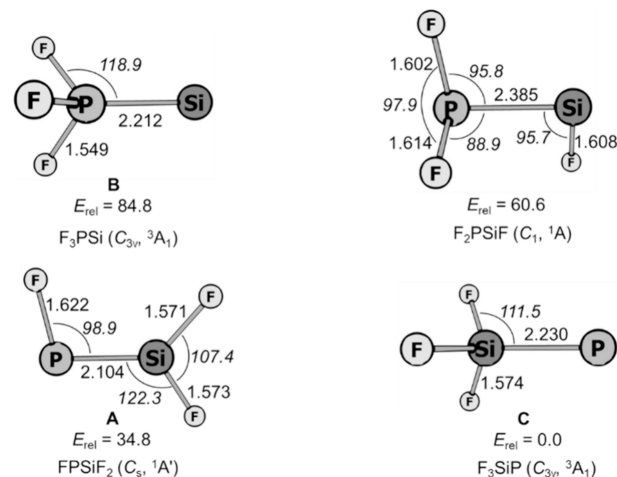 F
118.9
F P Si
2.212
F 1.549
B
E_rel = 84.8
F₃PSi (C₃ᵥ, ³A₁)
F
1.602 95.8
97.9 P 2.385 Si
1.614 88.9 95.7 1.608
F F
E_rel = 60.6
F₂PSiF (C₁, ¹A)
F
1.622 1.571 F
98.9
P Si 107.4
2.104 1.573
122.3 F
A
E_rel = 34.8
FPSiF₂ (Cₛ, ¹A')
F 111.5
2.230
F Si P
1.574
F
C
E_rel = 0.0
F₃SiP (C₃ᵥ, ³A₁)